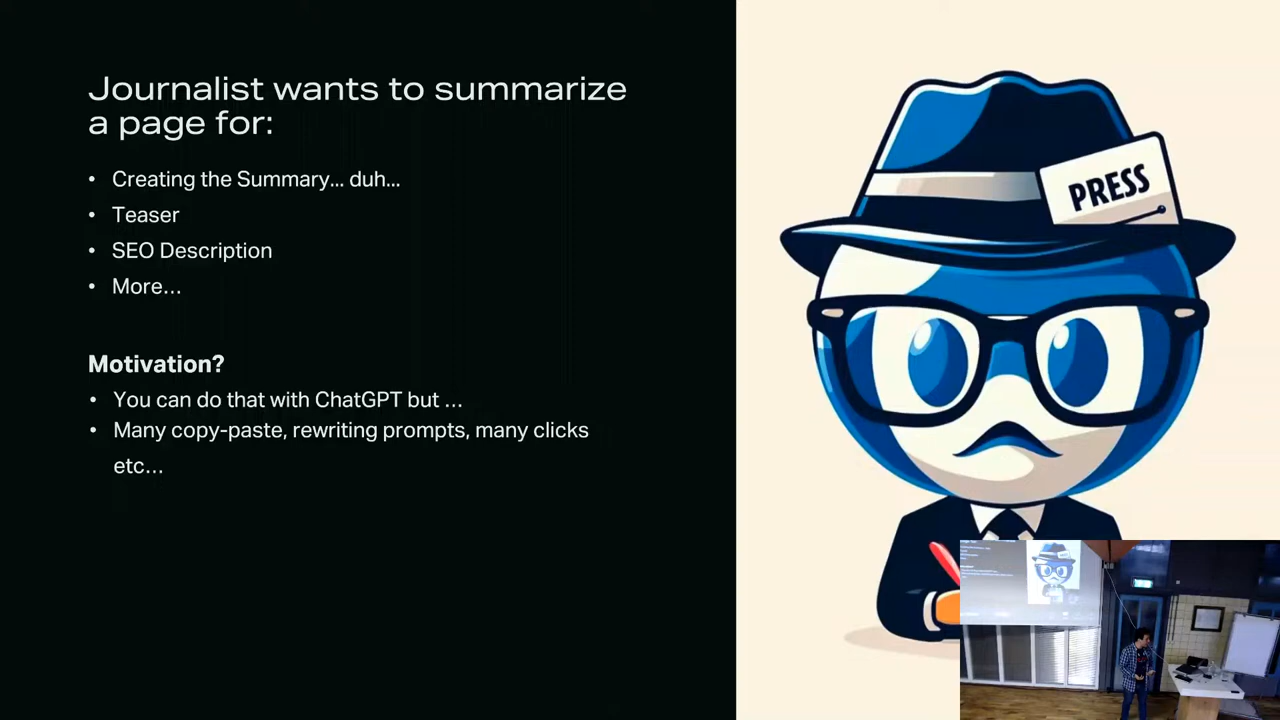 Journalist wants to summarize
a page for:
• Creating the Summary... duh...
• Teaser
• SEO Description
• More...
Motivation?
• You can do that with ChatGPT but ...
• Many copy-paste, rewriting prompts, many clicks
etc...
PRESS